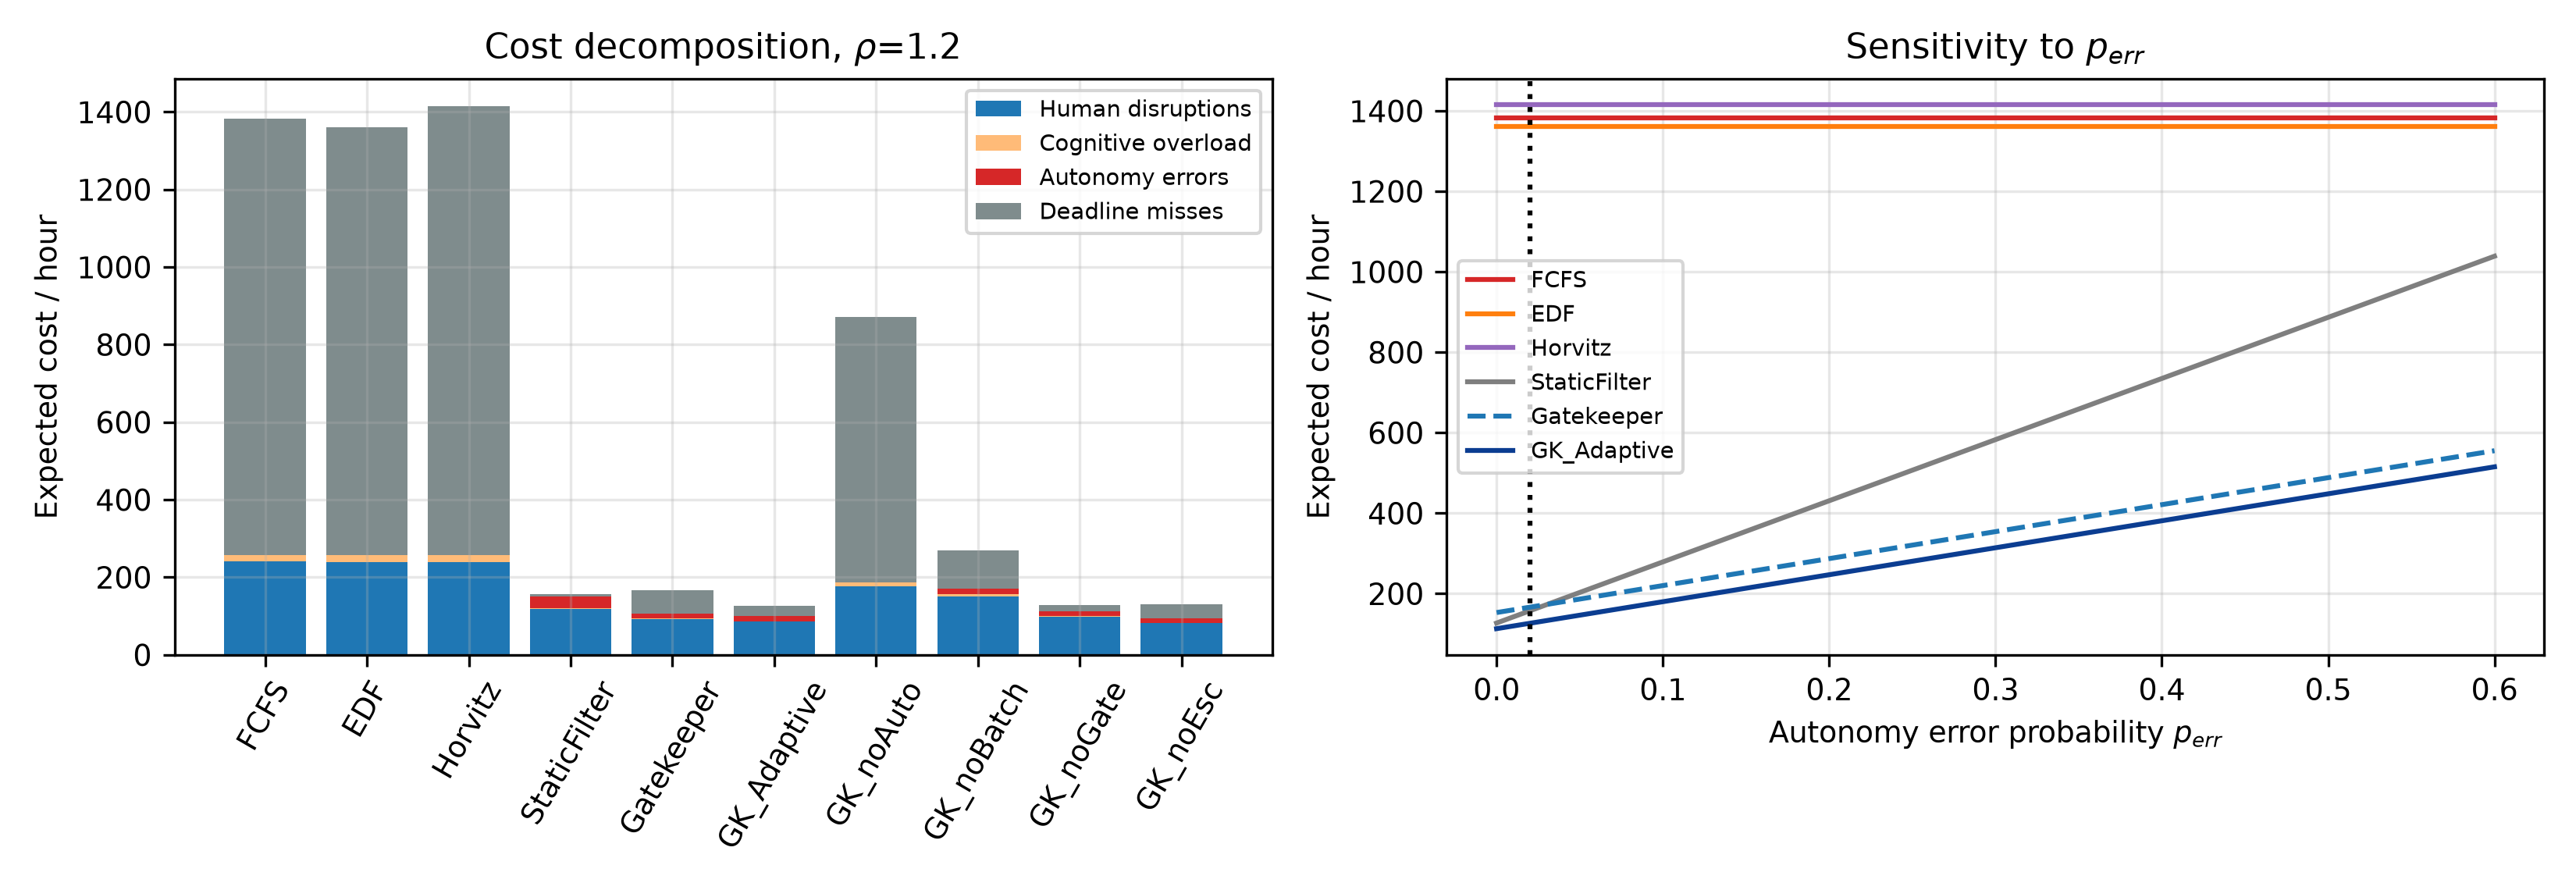 Cost decomposition, ρ=1.2
Expected cost / hour
1400
1200
1000
800
600
400
200
0
Human disruptions
Cognitive overload
Autonomy errors
Deadline misses
FCFS
EDF
Horvitz
StaticFilter
Gatekeeper
GK_Adaptive
GK_noAuto
GK_noBatch
GK_noGate
GK_noEsc
Sensitivity to p_err
Expected cost / hour
1400
1200
1000
800
600
400
200
FCFS
EDF
Horvitz
StaticFilter
Gatekeeper
GK_Adaptive
0.0 0.1 0.2 0.3 0.4 0.5 0.6
Autonomy error probability p_err